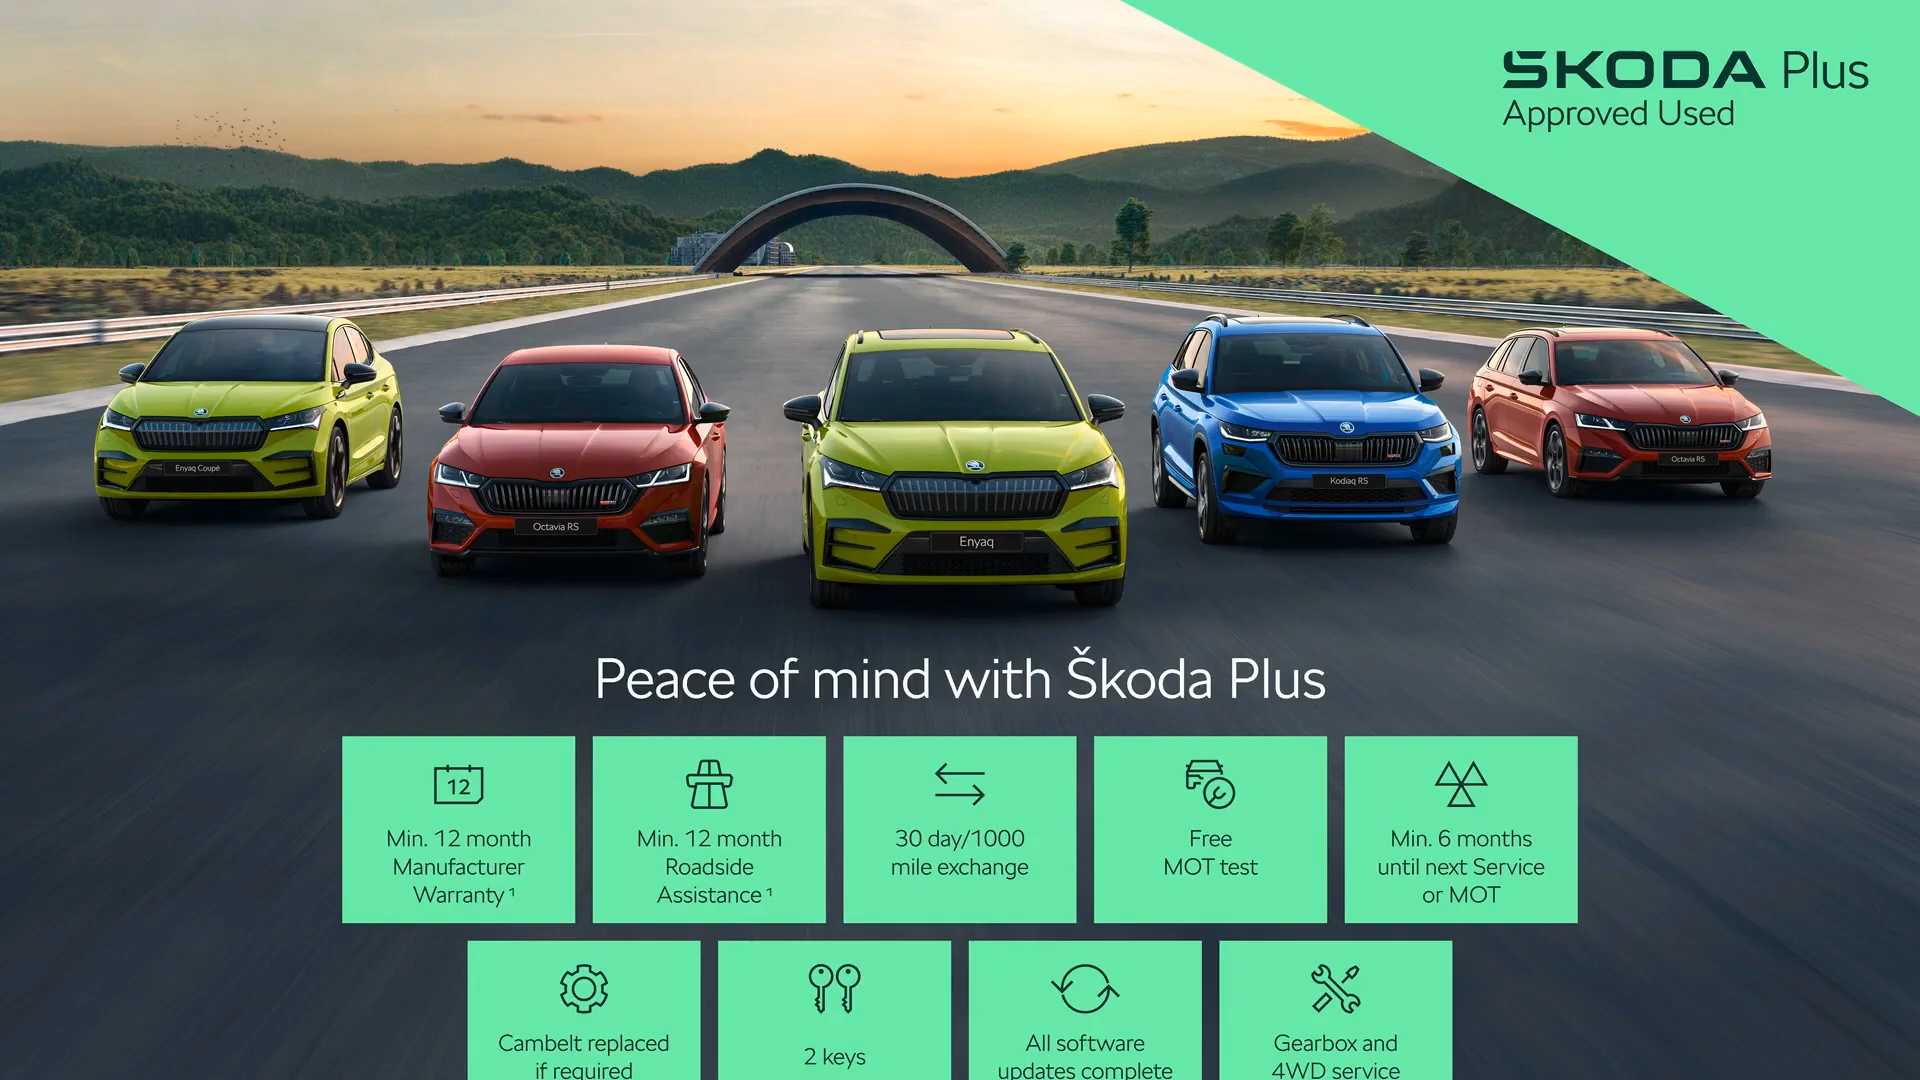 ŠKODA Plus
Approved Used
Enyaq Coupé
Octavia RS
Enyaq
Kodiaq RS
Octavia RS
Peace of mind with Škoda Plus
12
Min. 12 month
Manufacturer
Warranty ¹
Min. 12 month
Roadside
Assistance ¹
30 day/1000
mile exchange
Free
MOT test
Min. 6 months
until next Service
or MOT
Cambelt replaced
if required
2 keys
All software
updates complete
Gearbox and
4WD service